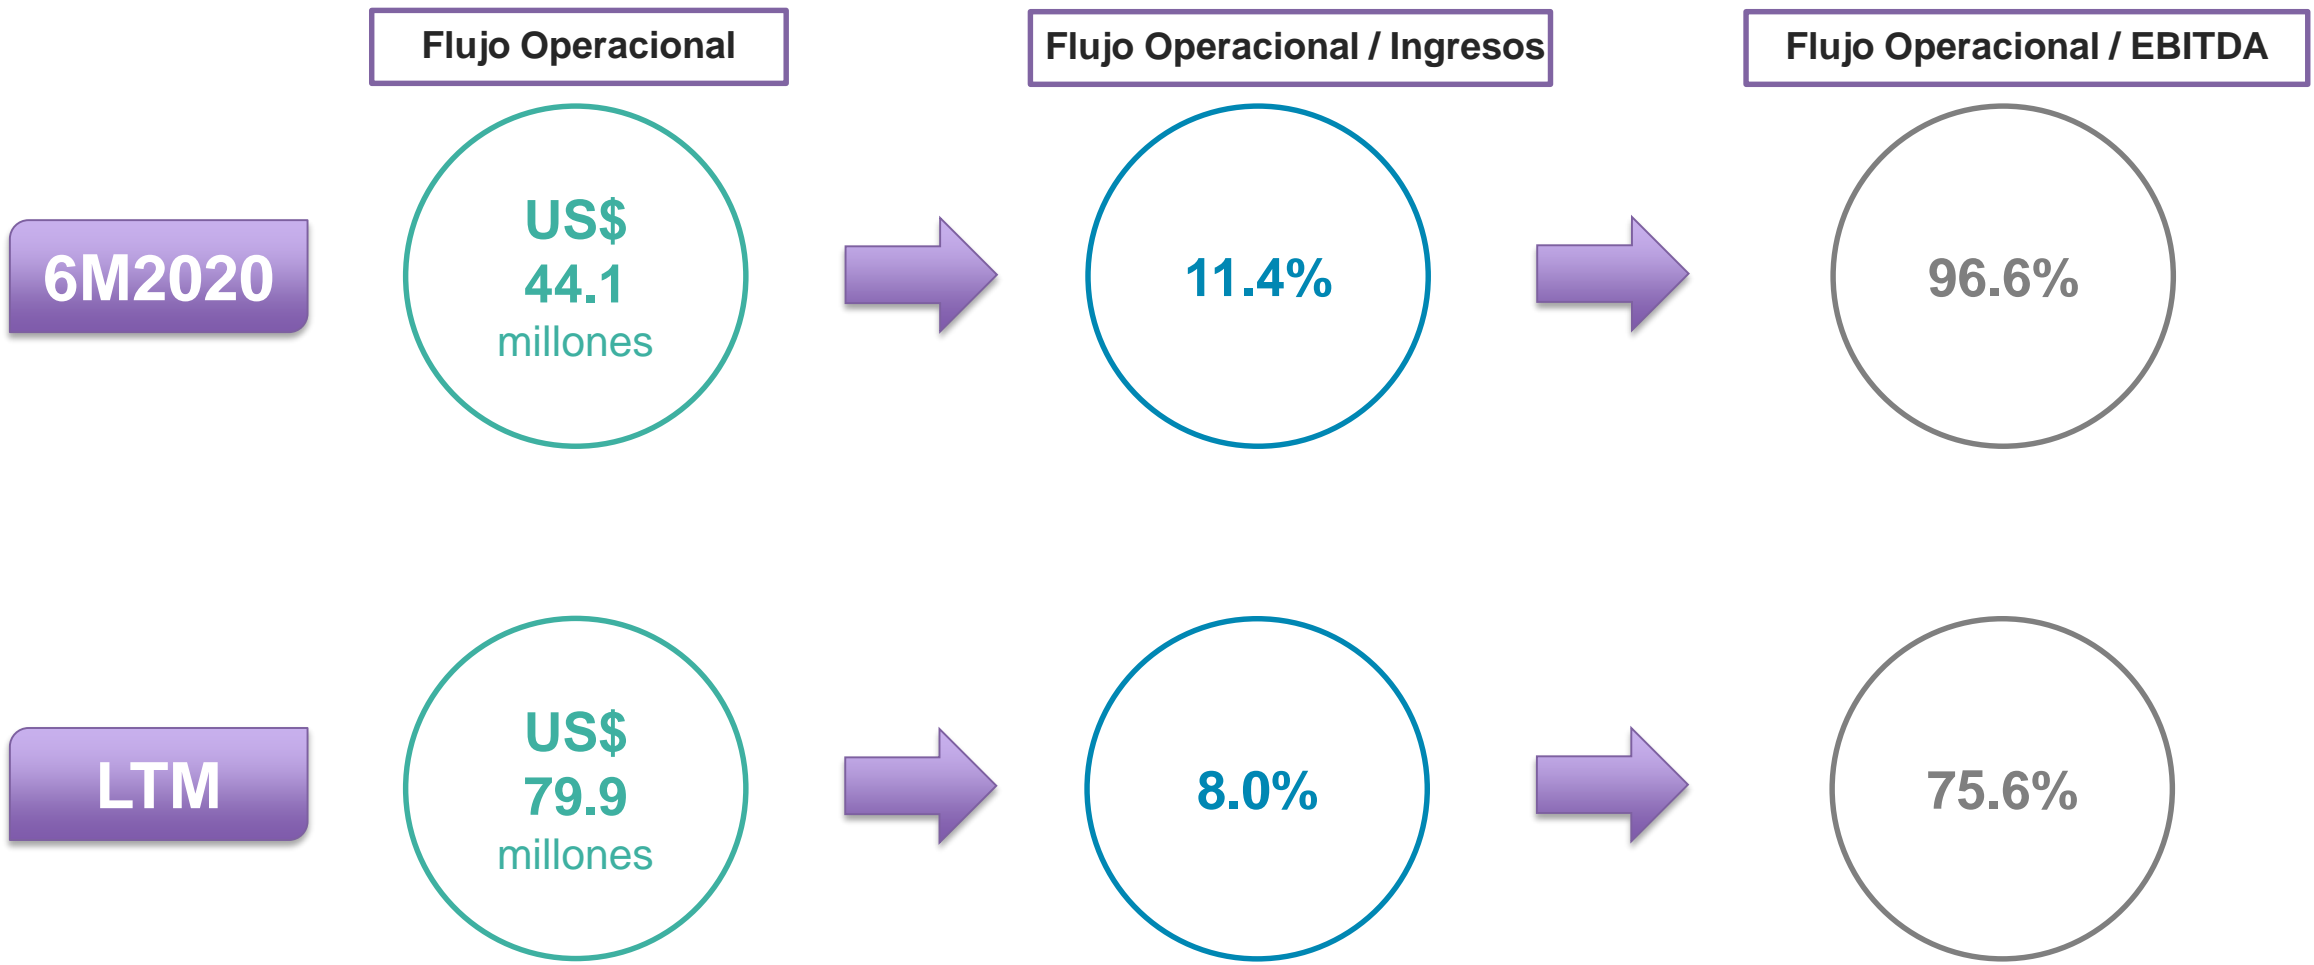 Flujo Operacional
Flujo Operacional / Ingresos
Flujo Operacional / EBITDA
6M2020
US$
44.1
millones
11.4%
96.6%
LTM
US$
79.9
millones
8.0%
75.6%